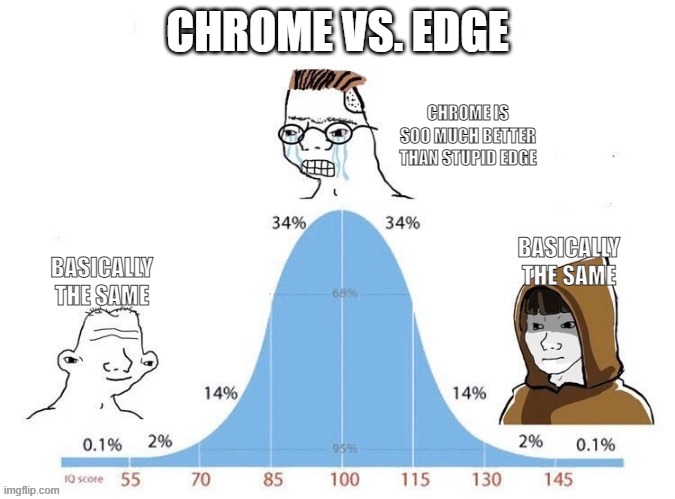 CHROME VS. EDGE
CHROME IS
SOO MUCH BETTER
THAN STUPID EDGE
34%
34%
BASICALLY
THE SAME
BASICALLY
THE SAME
68%
14%
14%
0.1%
2%
95%
2%
0.1%
IQ score 55 70 85 100 115 130 145
imgflip.com